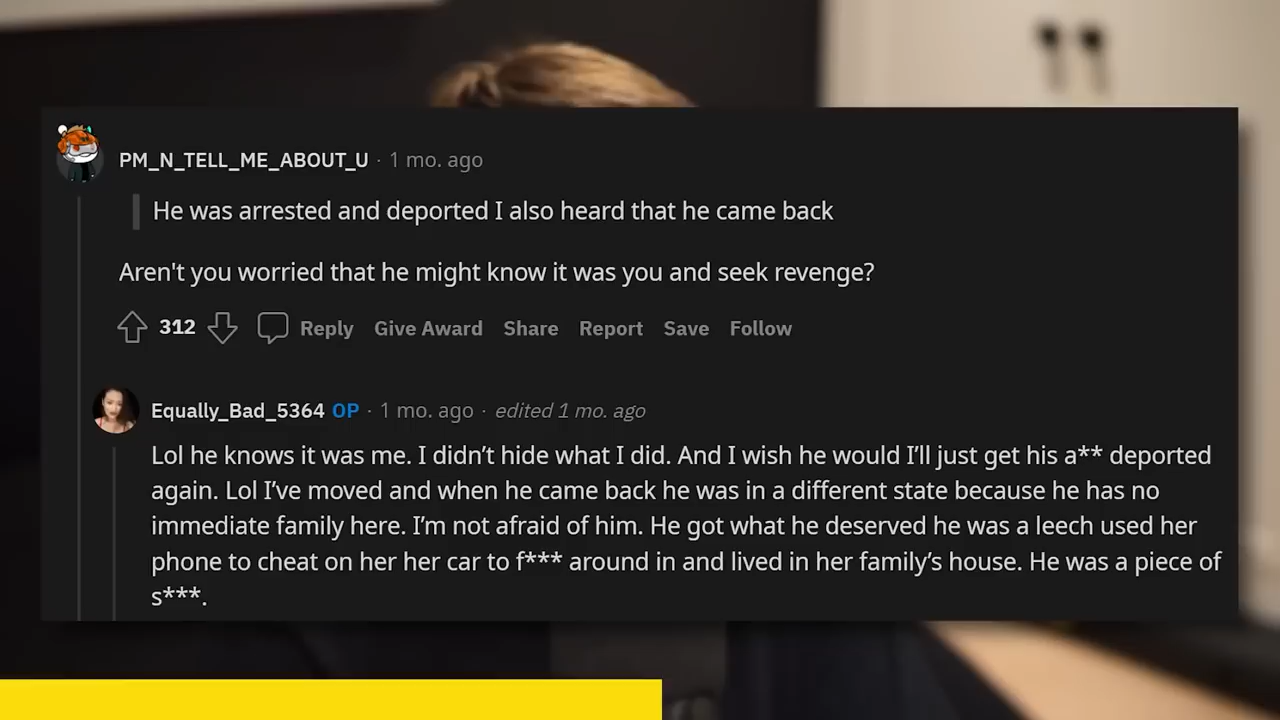 PM_N_TELL_ME_ABOUT_U · 1 mo. ago
He was arrested and deported I also heard that he came back
Aren't you worried that he might know it was you and seek revenge?
312 Reply Give Award Share Report Save Follow
Equally_Bad_5364 OP · 1 mo. ago · edited 1 mo. ago
Lol he knows it was me. I didn’t hide what I did. And I wish he would I’ll just get his a** deported
again. Lol I’ve moved and when he came back he was in a different state because he has no
immediate family here. I’m not afraid of him. He got what he deserved he was a leech used her
phone to cheat on her her car to f*** around in and lived in her family’s house. He was a piece of
s***.